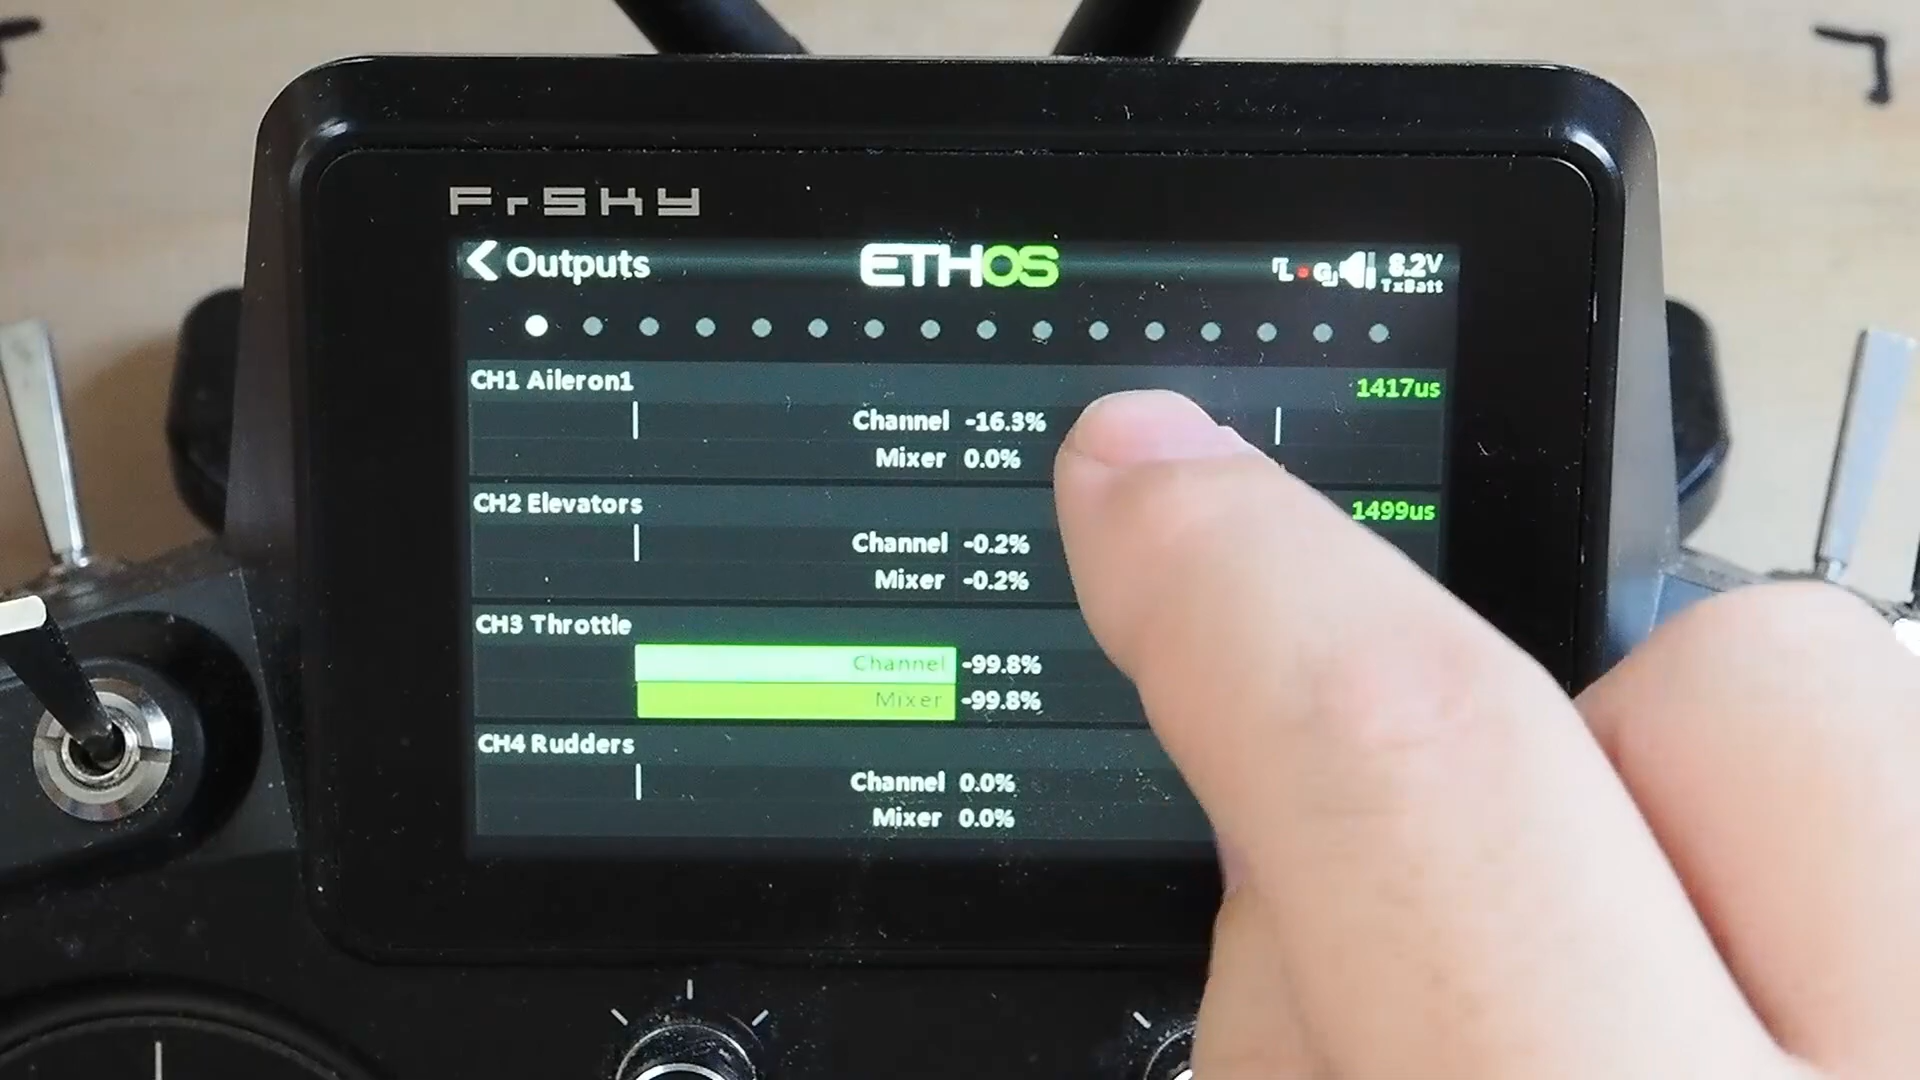 FrSKY
Outputs
ETHOS
8.2V
TxBatt
CH1 Aileron1
1417us
Channel -16.3%
Mixer 0.0%
CH2 Elevators
1499us
Channel -0.2%
Mixer -0.2%
CH3 Throttle
Channel -99.8%
Mixer -99.8%
CH4 Rudders
Channel 0.0%
Mixer 0.0%